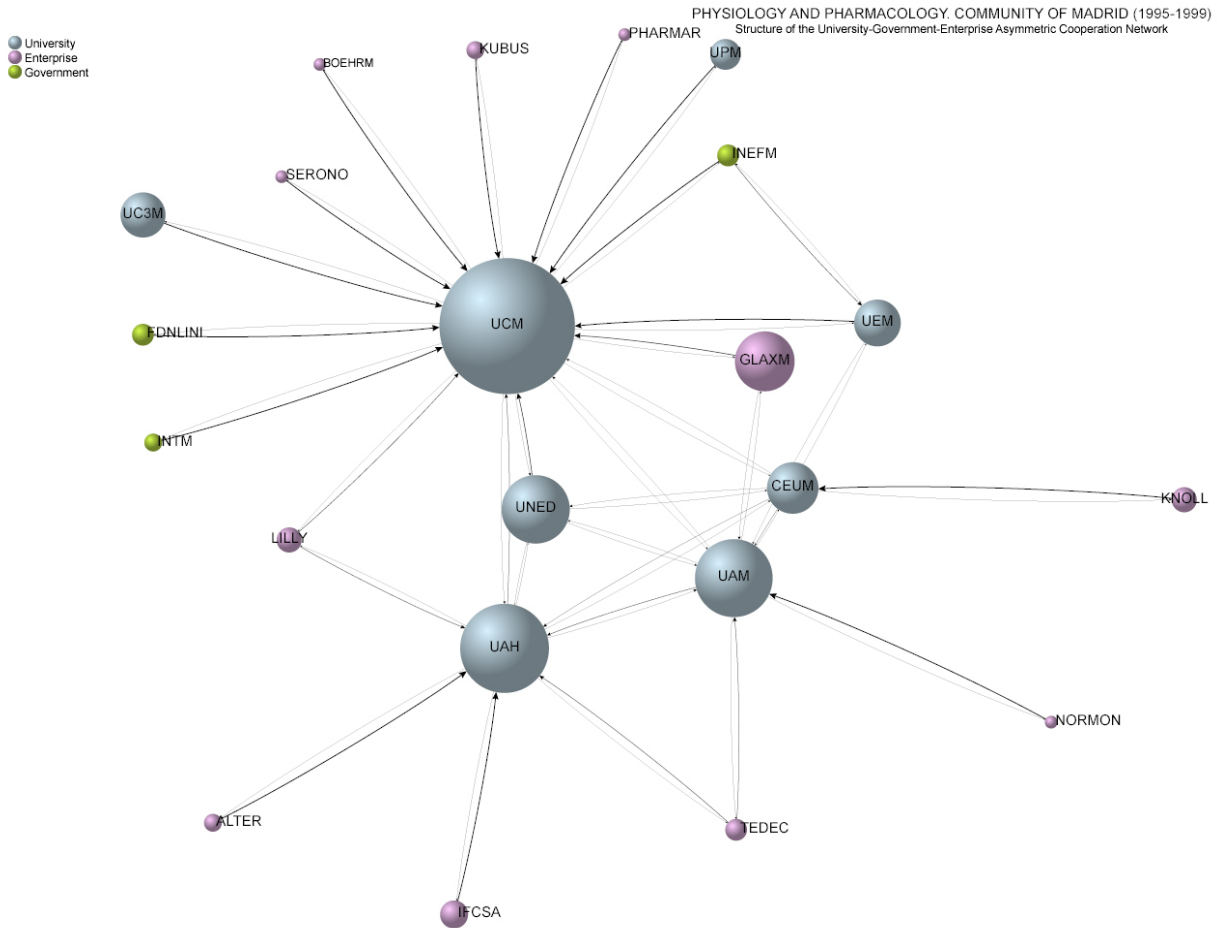 PHYSIOLOGY AND PHARMACOLOGY. COMMUNITY OF MADRID (1995-1999)
Structure of the University-Government-Enterprise Asymmetric Cooperation Network
University
Enterprise
Government
PHARMAR
KUBUS
UPM
BOEHRM
INEFM
SERONO
UC3M
UCM
UEM
FDNLINI
GLAXM
INTM
CEUM
KNOLL
UNED
LILLY
UAM
UAH
NORMON
ALTER
TEDEC
IFCSA